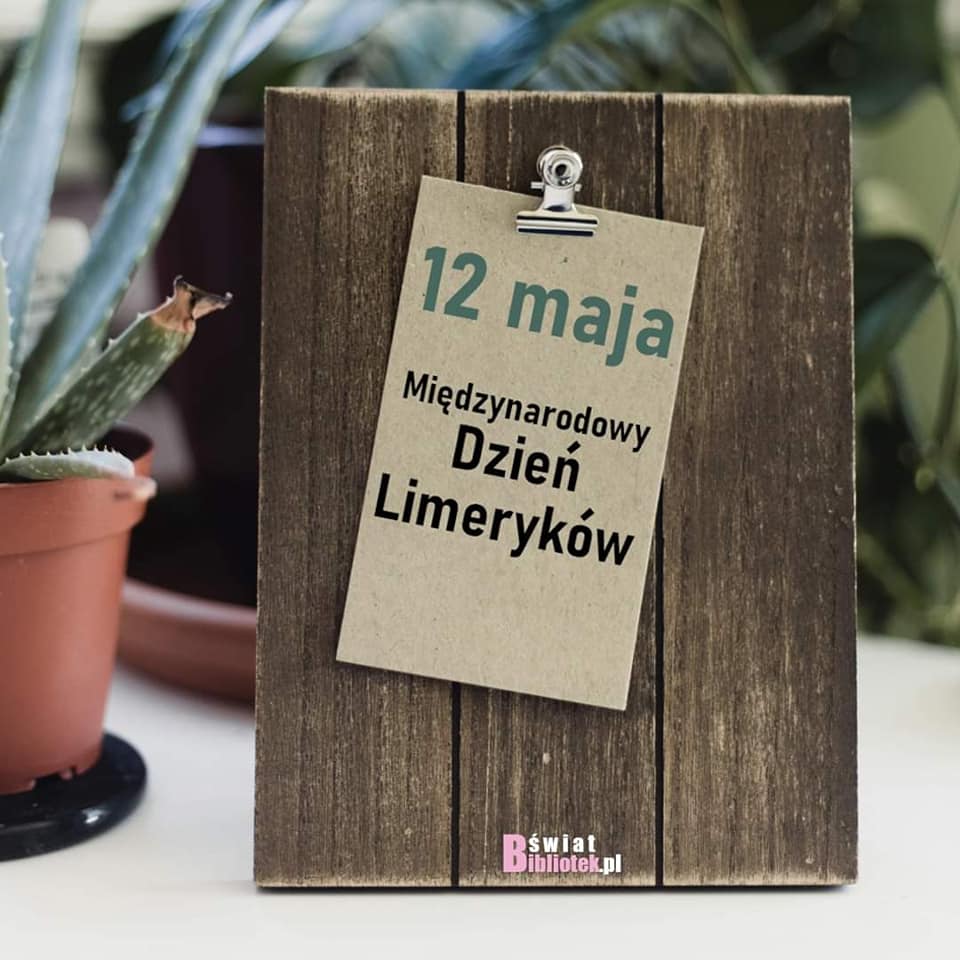 12 maja
Międzynarodowy
Dzień
Limeryków
świat
Bibliotek.pl